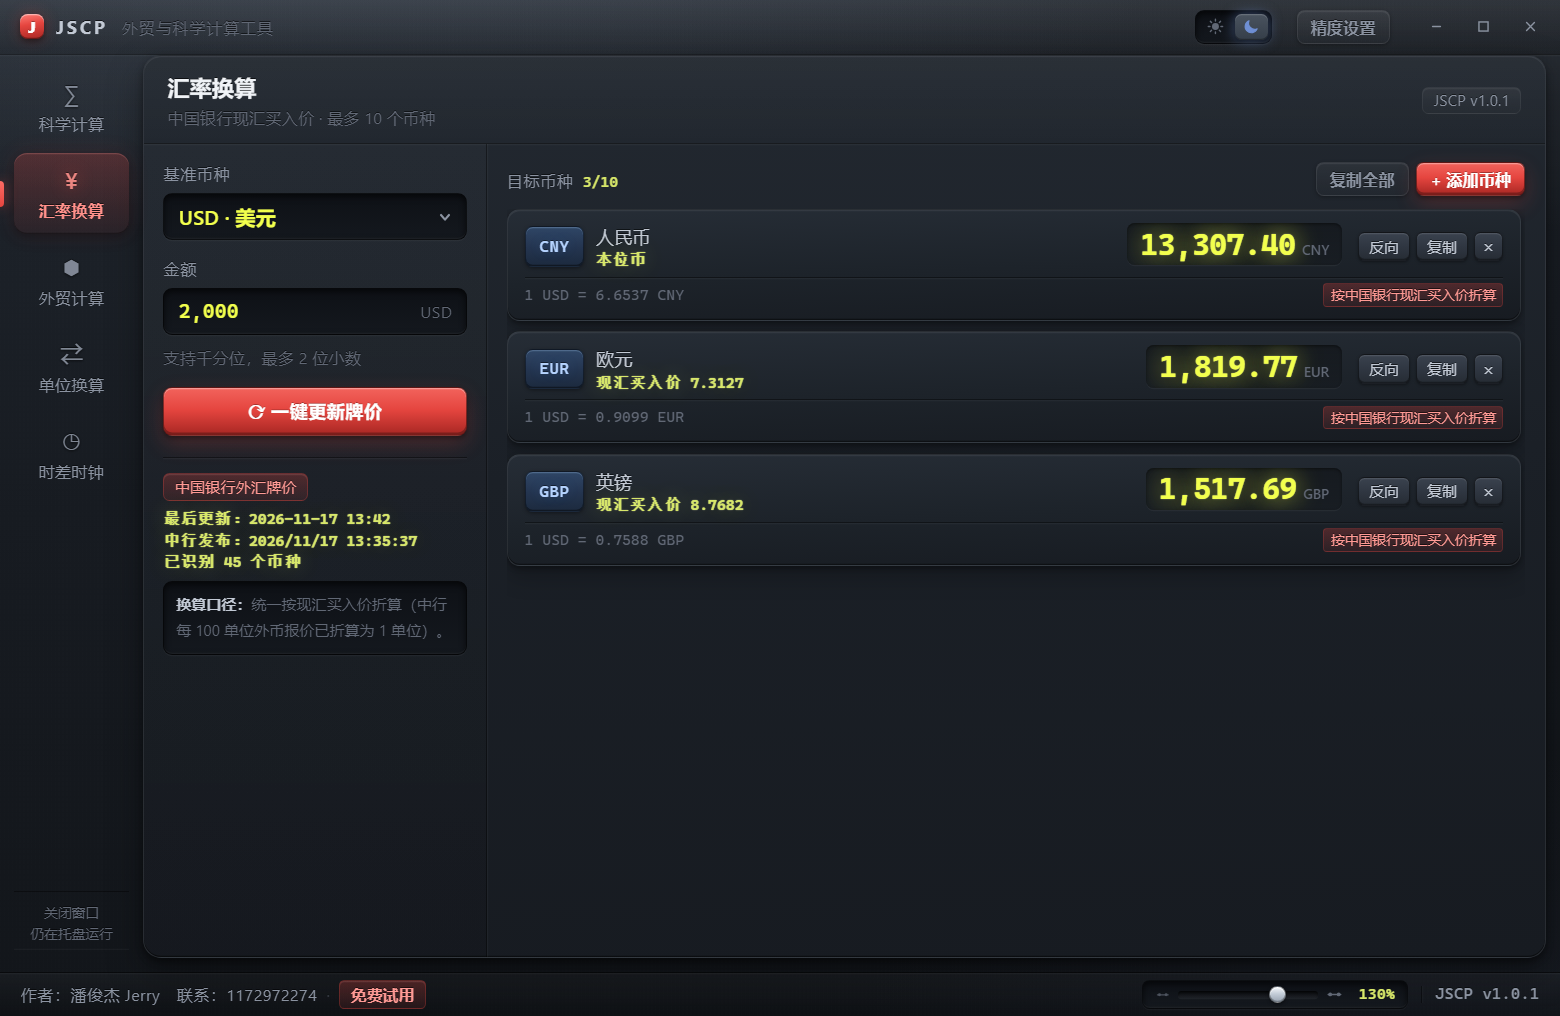 J JSCP 外贸与科学计算工具
精度设置
∑
科学计算
¥
汇率换算
外贸计算
单位换算
时差时钟
关闭窗口
仍在托盘运行
汇率换算
中国银行现汇买入价 · 最多 10 个币种
JSCP v1.0.1
基准币种
USD · 美元
金额
2,000 USD
支持千分位，最多 2 位小数
⟳ 一键更新牌价
中国银行外汇牌价
最后更新：2026-11-17 13:42
中行发布：2026/11/17 13:35:37
已识别 45 个币种
换算口径：统一按现汇买入价折算（中行
每 100 单位外币报价已折算为 1 单位）。
目标币种 3/10
复制全部
+ 添加币种
CNY 人民币
本位币
13,307.40 CNY
反向 复制 ×
1 USD = 6.6537 CNY
按中国银行现汇买入价折算
EUR 欧元
现汇买入价 7.3127
1,819.77 EUR
反向 复制 ×
1 USD = 0.9099 EUR
按中国银行现汇买入价折算
GBP 英镑
现汇买入价 8.7682
1,517.69 GBP
反向 复制 ×
1 USD = 0.7588 GBP
按中国银行现汇买入价折算
作者：潘俊杰 Jerry 联系：1172972274 · 免费试用
130%
JSCP v1.0.1